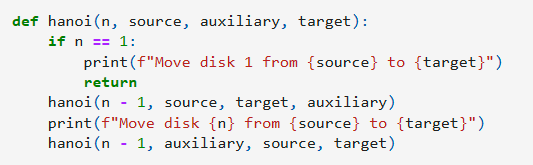 def hanoi(n, source, auxiliary, target):
    if n == 1:
        print(f"Move disk 1 from {source} to {target}")
        return
    hanoi(n - 1, source, target, auxiliary)
    print(f"Move disk {n} from {source} to {target}")
    hanoi(n - 1, auxiliary, source, target)